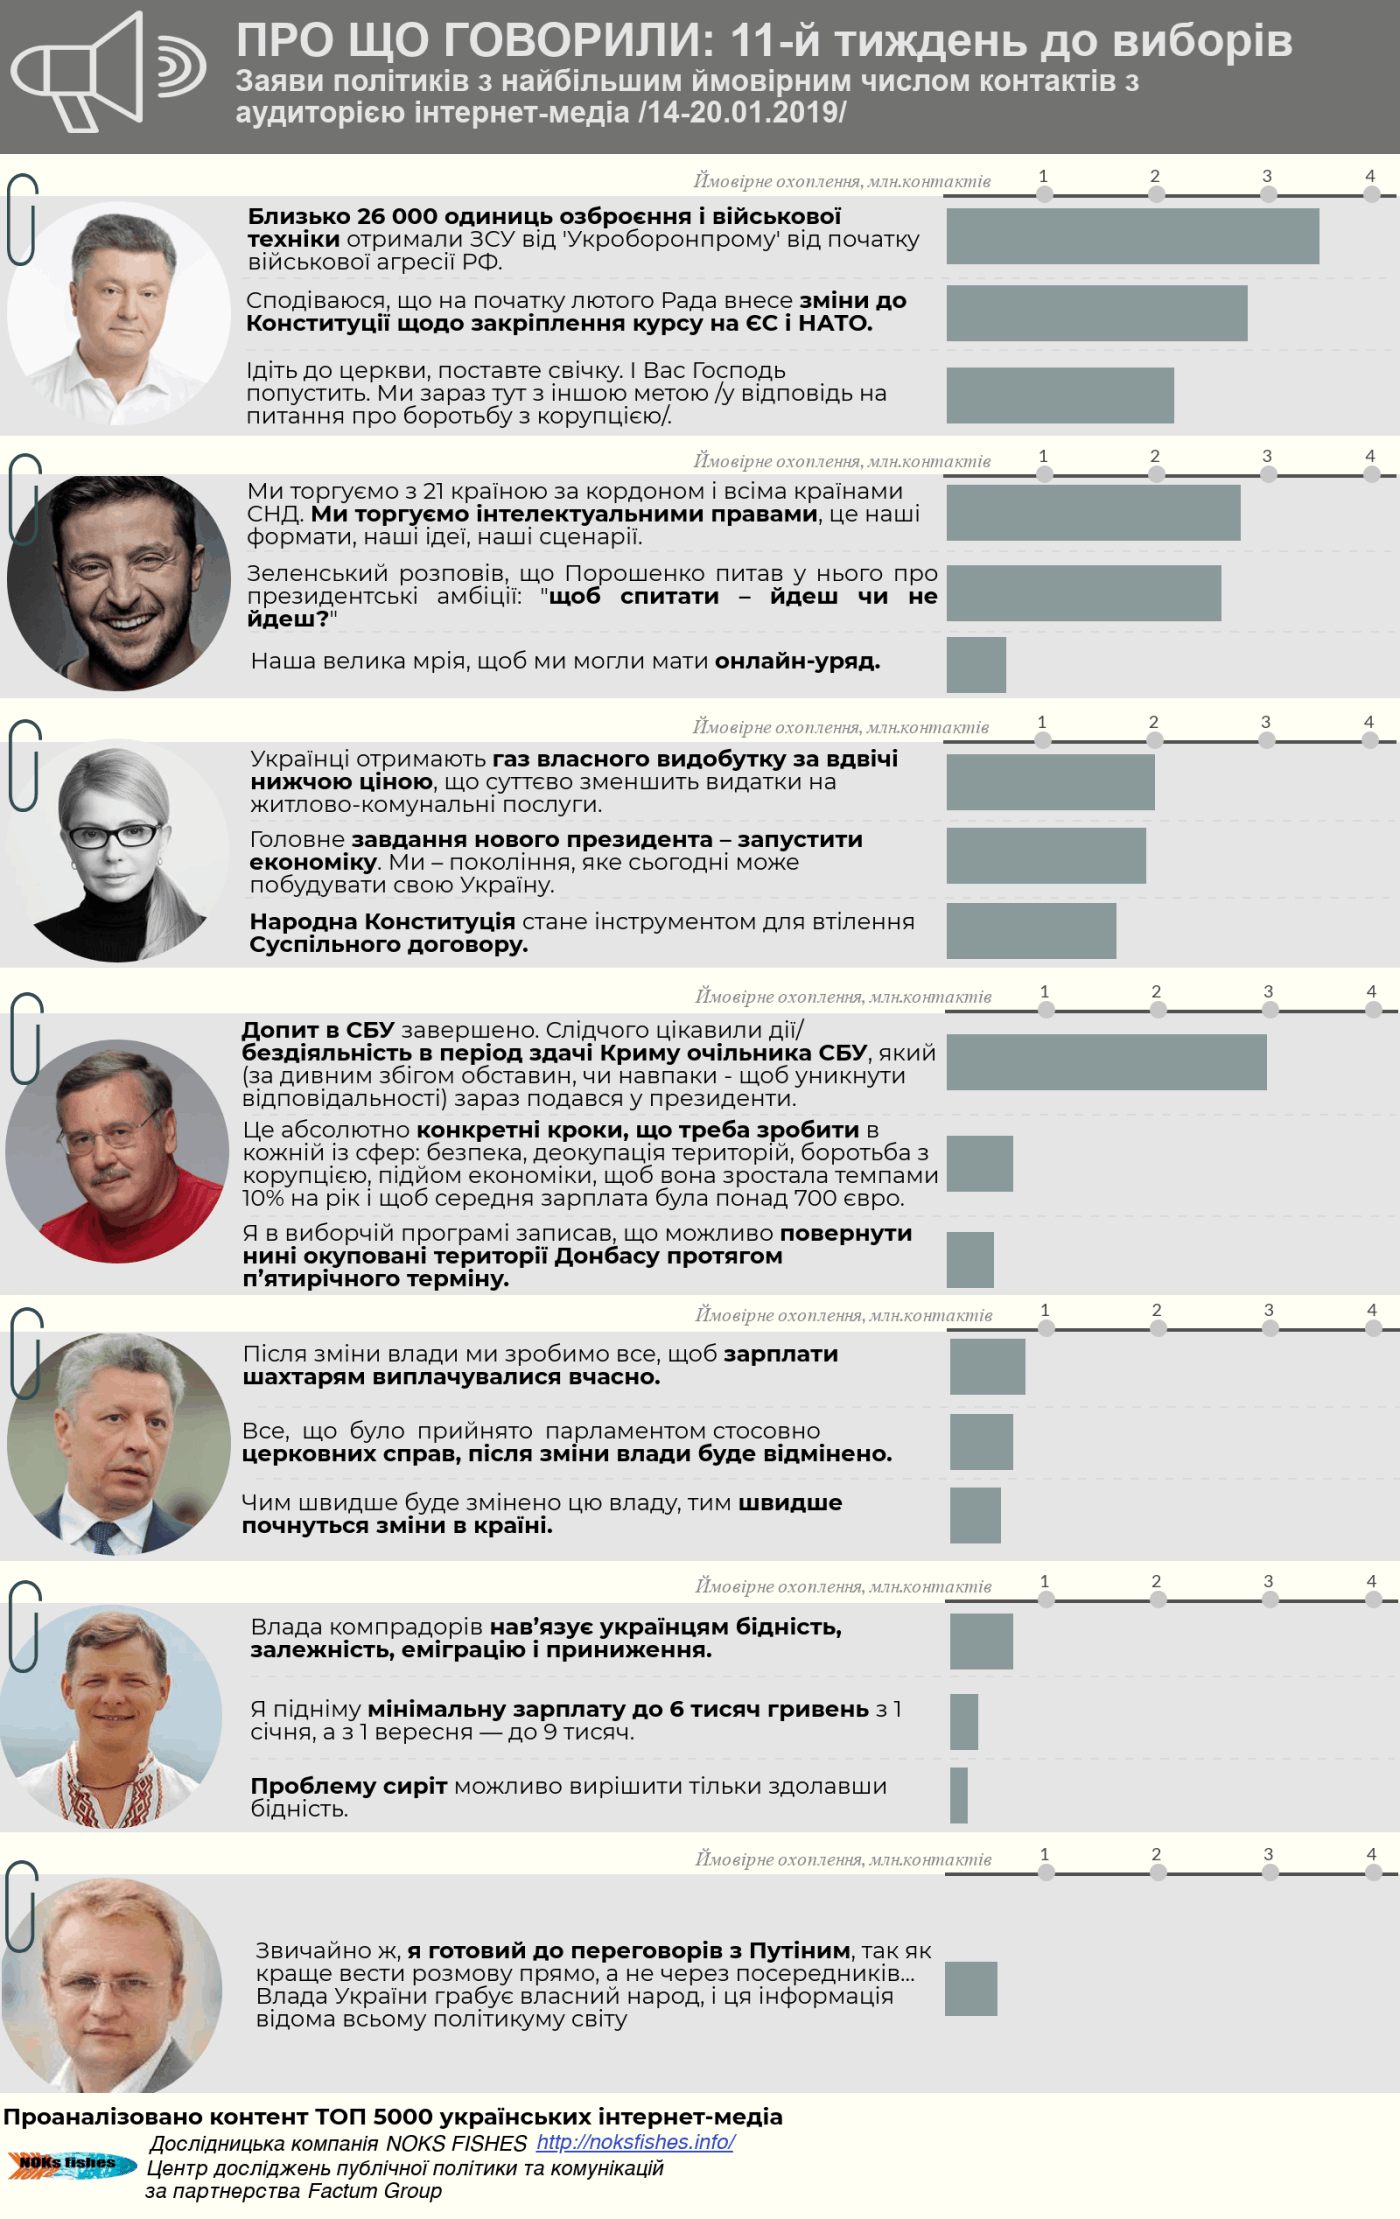 ПРО ЩО ГОВОРИЛИ: 11-й тиждень до виборів
Заяви політиків з найбільшим ймовірним числом контактів з
аудиторією інтернет-медіа /14-20.01.2019/
Ймовірне охоплення, млн.контактів 1 2 3 4
Близько 26 000 одиниць озброєння і військової
техніки отримали ЗСУ від 'Укроборонпрому' від початку
військової агресії РФ.
Сподіваюся, що на початку лютого Рада внесе зміни до
Конституції щодо закріплення курсу на ЄС і НАТО.
Ідіть до церкви, поставте свічку. І Вас Господь
попустить. Ми зараз тут з іншою метою /у відповідь на
питання про боротьбу з корупцією/.
Ймовірне охоплення, млн.контактів 1 2 3 4
Ми торгуємо з 21 країною за кордоном і всіма країнами
СНД. Ми торгуємо інтелектуальними правами, це наші
формати, наші ідеї, наші сценарії.
Зеленський розповів, що Порошенко питав у нього про
президентські амбіції: "щоб спитати – йдеш чи не
йдеш?"
Наша велика мрія, щоб ми могли мати онлайн-уряд.
Ймовірне охоплення, млн.контактів 1 2 3 4
Українці отримають газ власного видобутку за вдвічі
нижчою ціною, що суттєво зменшить видатки на
житлово-комунальні послуги.
Головне завдання нового президента – запустити
економіку. Ми – покоління, яке сьогодні може
побудувати свою Україну.
Народна Конституція стане інструментом для втілення
Суспільного договору.
Ймовірне охоплення, млн.контактів 1 2 3 4
Допит в СБУ завершено. Слідчого цікавили дії/
бездіяльність в період здачі Криму очільника СБУ, який
(за дивним збігом обставин, чи навпаки - щоб уникнути
відповідальності) зараз подався у президенти.
Це абсолютно конкретні кроки, що треба зробити в
кожній із сфер: безпека, деокупація територій, боротьба з
корупцією, підйом економіки, щоб вона зростала темпами
10% на рік і щоб середня зарплата була понад 700 євро.
Я в виборчій програмі записав, що можливо повернути
нині окуповані території Донбасу протягом
п’ятирічного терміну.
Ймовірне охоплення, млн.контактів 1 2 3 4
Після зміни влади ми зробимо все, щоб зарплати
шахтарям виплачувалися вчасно.
Все, що було прийнято парламентом стосовно
церковних справ, після зміни влади буде відмінено.
Чим швидше буде змінено цю владу, тим швидше
почнуться зміни в країні.
Ймовірне охоплення, млн.контактів 1 2 3 4
Влада компрадорів нав’язує українцям бідність,
залежність, еміграцію і приниження.
Я підніму мінімальну зарплату до 6 тисяч гривень з 1
січня, а з 1 вересня — до 9 тисяч.
Проблему сиріт можливо вирішити тільки здолавши
бідність.
Ймовірне охоплення, млн.контактів 1 2 3 4
Звичайно ж, я готовий до переговорів з Путіним, так як
краще вести розмову прямо, а не через посередників...
Влада України грабує власний народ, і ця інформація
відома всьому політикуму світу
Проаналізовано контент ТОП 5000 українських інтернет-медіа
Дослідницька компанія NOKS FISHES http://noksfishes.info/
NOKs fishes
Центр досліджень публічної політики та комунікацій
за партнерства Factum Group